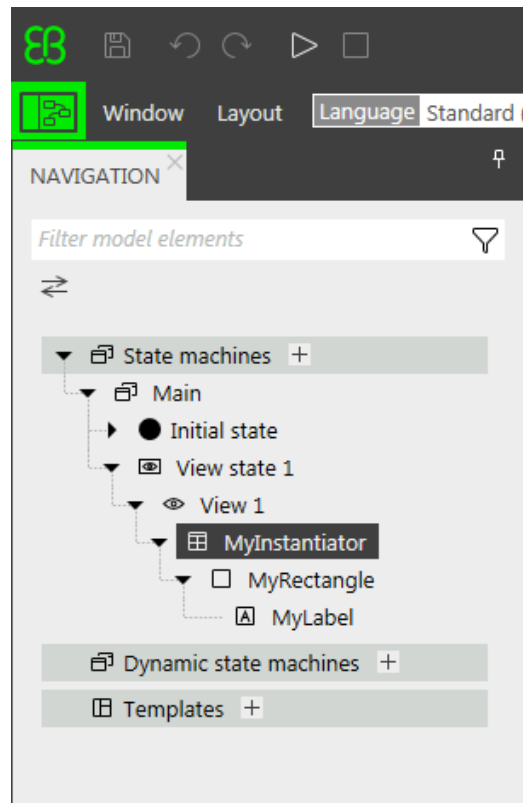 EB
Window Layout Language Standard (
NAVIGATION
Filter model elements
State machines +
Main
Initial state
View state 1
View 1
MyInstantiator
MyRectangle
A MyLabel
Dynamic state machines +
Templates +